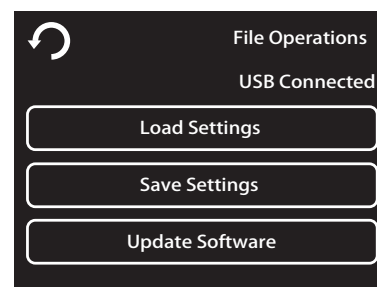 File Operations
USB Connected
Load Settings
Save Settings
Update Software